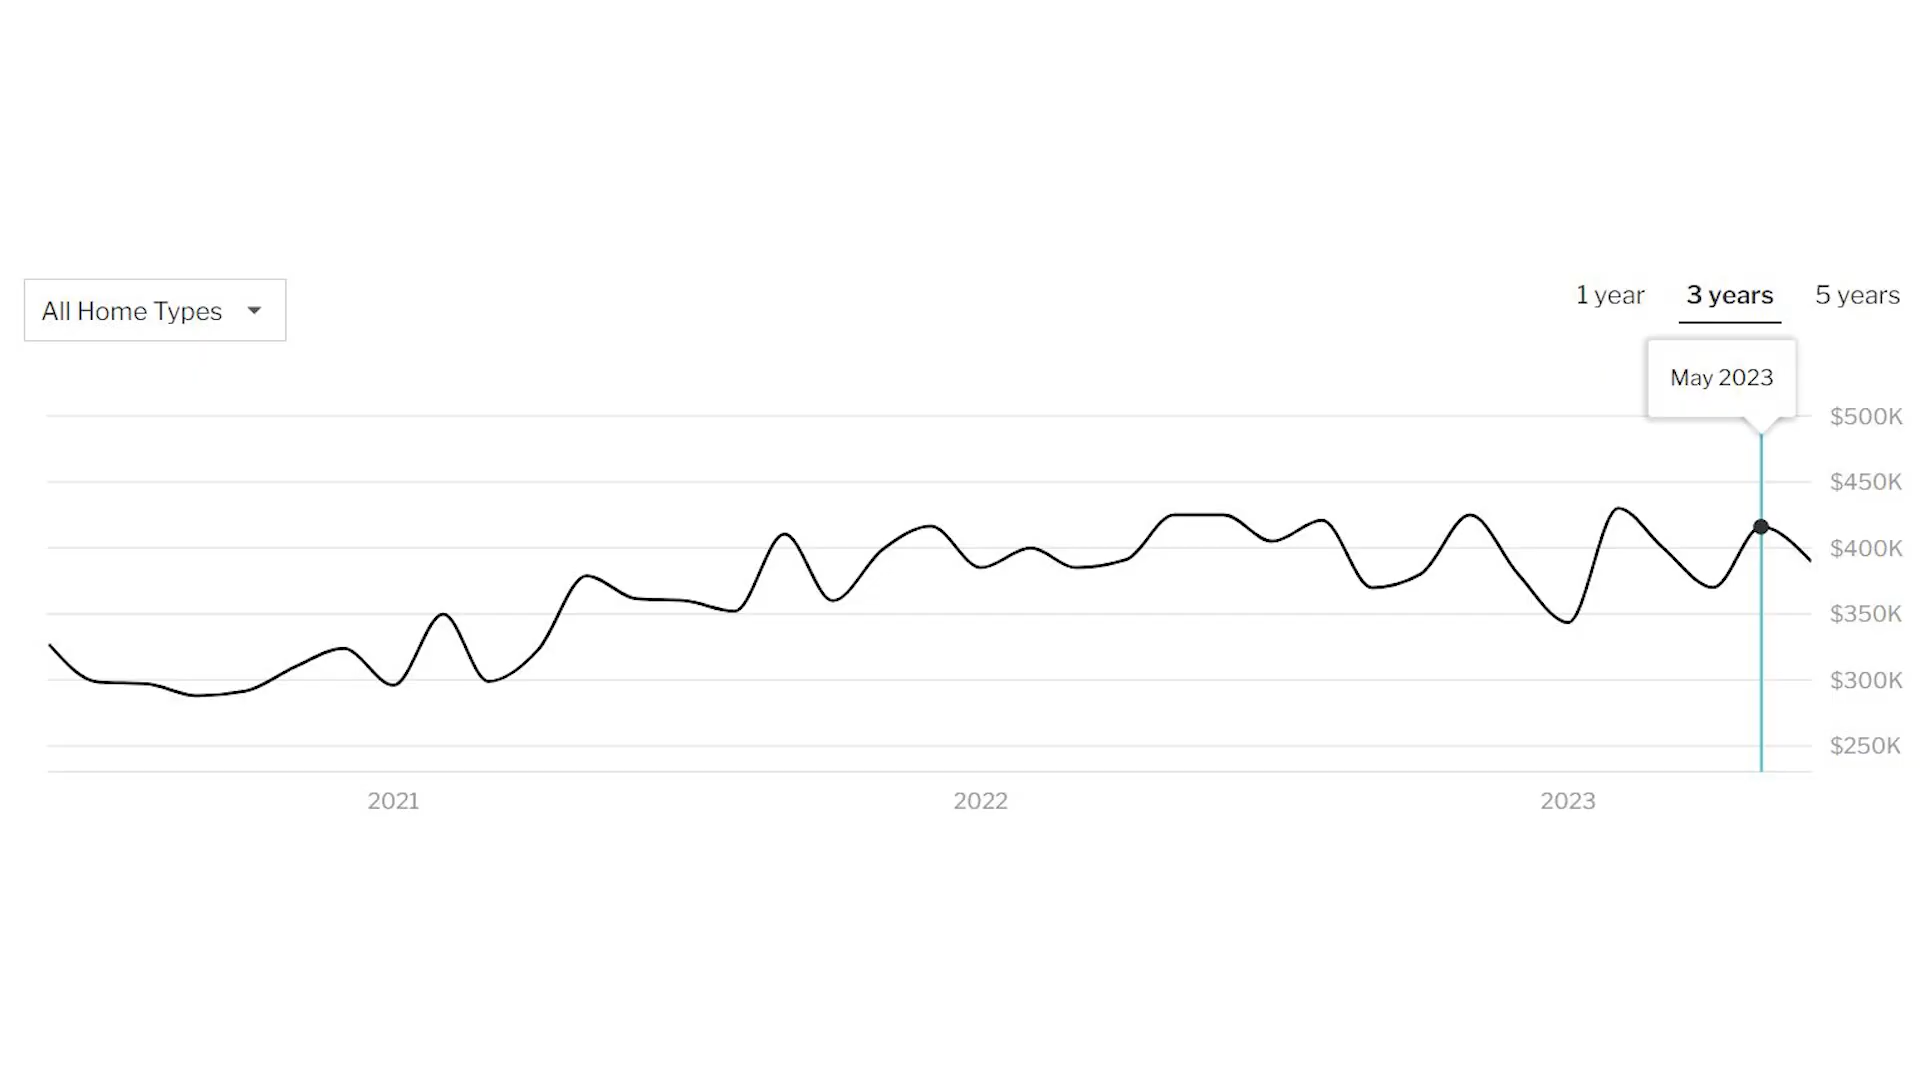 All Home Types
1 year
3 years
5 years
May 2023
$500K
$450K
$400K
$350K
$300K
$250K
2021
2022
2023